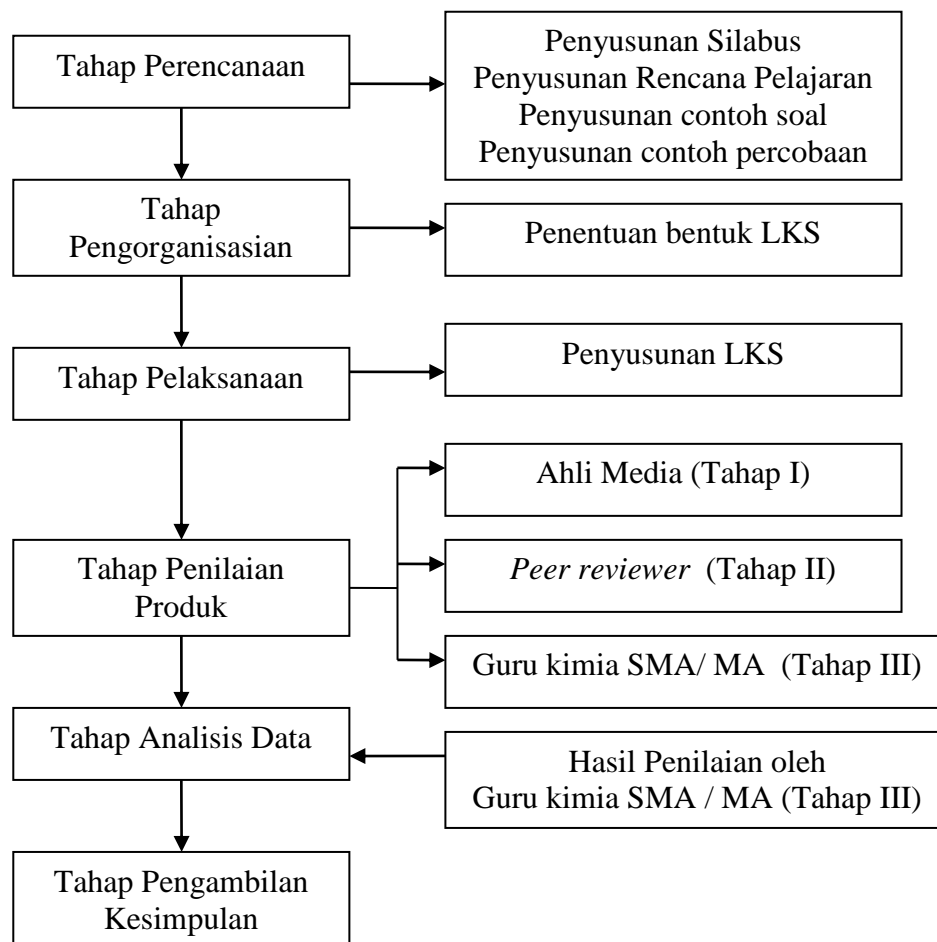 Tahap Perencanaan
Penyusunan Silabus
Penyusunan Rencana Pelajaran
Penyusunan contoh soal
Penyusunan contoh percobaan
Tahap
Pengorganisasian
Penentuan bentuk LKS
Tahap Pelaksanaan
Penyusunan LKS
Tahap Penilaian
Produk
Ahli Media (Tahap I)
Peer reviewer (Tahap II)
Guru kimia SMA/ MA (Tahap III)
Tahap Analisis Data
Hasil Penilaian oleh
Guru kimia SMA / MA (Tahap III)
Tahap Pengambilan
Kesimpulan